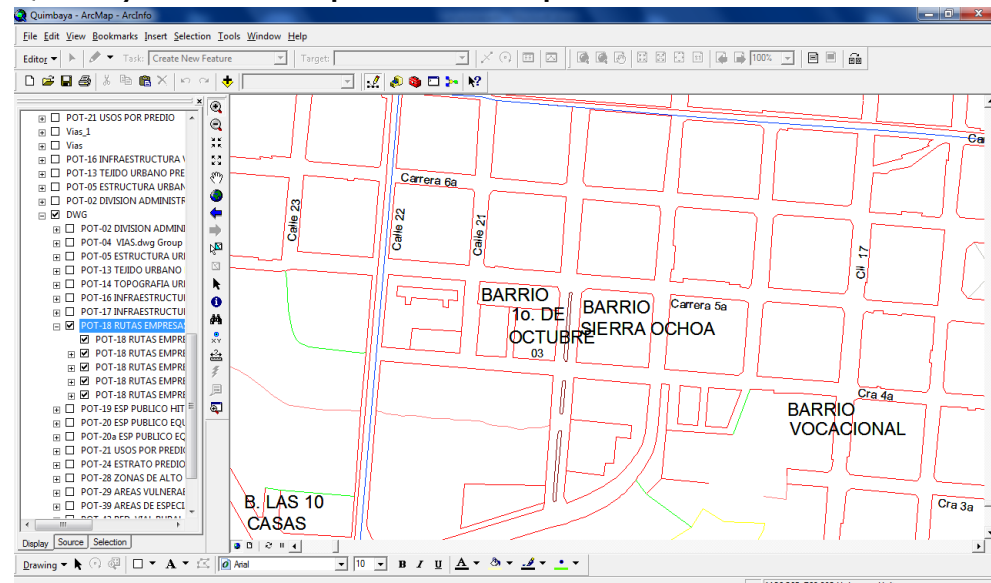 Quimbaya - ArcMap - ArcInfo
File Edit View Bookmarks Insert Selection Tools Window Help
Editor Task: Create New Feature Target: 100%
POT-21 USOS POR PREDIO
Vias_1
Vias
POT-16 INFRAESTRUCTURA
POT-13 TEJIDO URBANO PRE
POT-05 ESTRUCTURA URBAN
POT-02 DIVISION ADMINISTR
DWG
POT-02 DIVISION ADMINI
POT-04 VIAS.dwg Group
POT-05 ESTRUCTURA UR
POT-13 TEJIDO URBANO
POT-14 TOPOGRAFIA UR
POT-16 INFRAESTRUCTU
POT-17 INFRAESTRUCTU
POT-18 RUTAS EMPRESA
POT-18 RUTAS EMPRE
POT-18 RUTAS EMPRE
POT-18 RUTAS EMPRE
POT-18 RUTAS EMPRE
POT-18 RUTAS EMPRE
POT-19 ESP PUBLICO HIT
POT-20 ESP PUBLICO EQU
POT-20a ESP PUBLICO EQ
POT-21 USOS POR PREDI
POT-24 ESTRATO PREDIO
POT-28 ZONAS DE ALTO
POT-29 AREAS VULNERAB
POT-39 AREAS DE ESPECI
Display Source Selection
Carrera 6a
Calle 23
Calle 22
Calle 21
Cll 17
Ca
BARRIO
1o. DE
OCTUBRE
03
BARRIO
SIERRA OCHOA
Carrera 5a
Cra 4a
BARRIO
VOCACIONAL
Cra 3a
B. LAS 10
CASAS
Drawing A Arial 10 B I U A